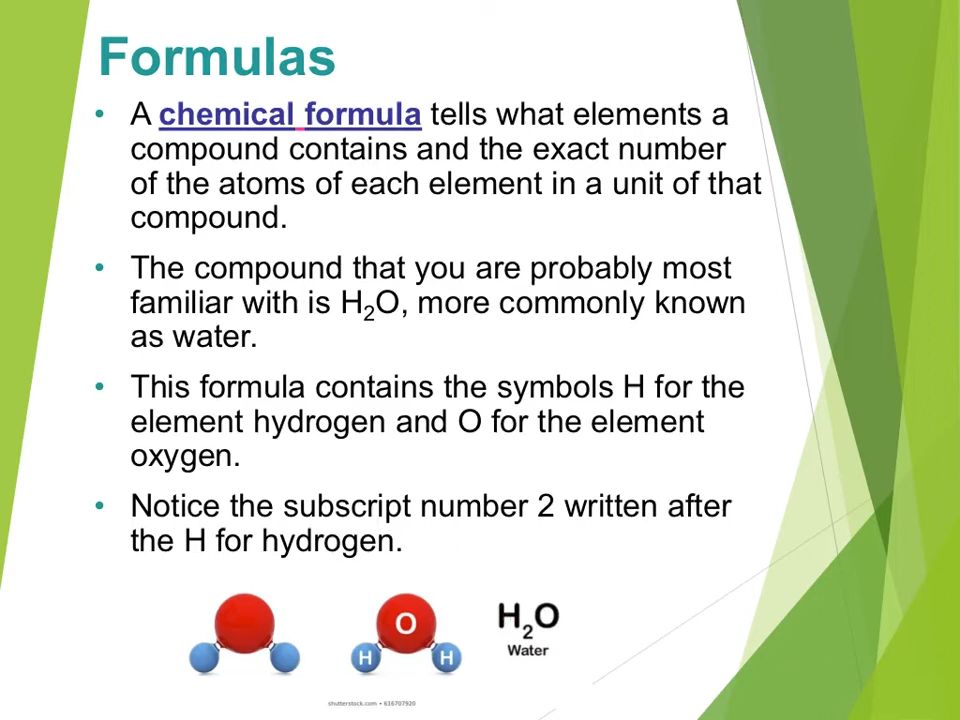 Formulas
• A chemical formula tells what elements a
compound contains and the exact number
of the atoms of each element in a unit of that
compound.
• The compound that you are probably most
familiar with is H₂O, more commonly known
as water.
• This formula contains the symbols H for the
element hydrogen and O for the element
oxygen.
• Notice the subscript number 2 written after
the H for hydrogen.
O
H H
H₂O
Water
shutterstock.com • 616707920